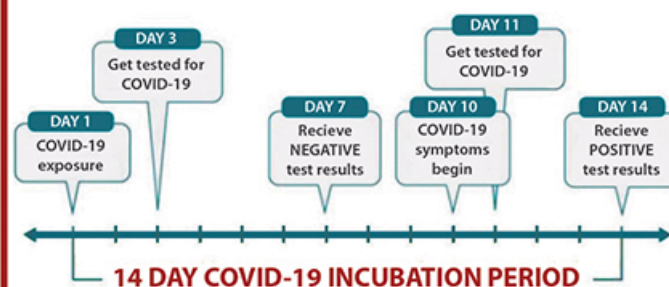 DAY 1
COVID-19
exposure
DAY 3
Get tested for
COVID-19
DAY 7
Recieve
NEGATIVE
test results
DAY 10
COVID-19
symptoms
begin
DAY 11
Get tested for
COVID-19
DAY 14
Recieve
POSITIVE
test results
14 DAY COVID-19 INCUBATION PERIOD